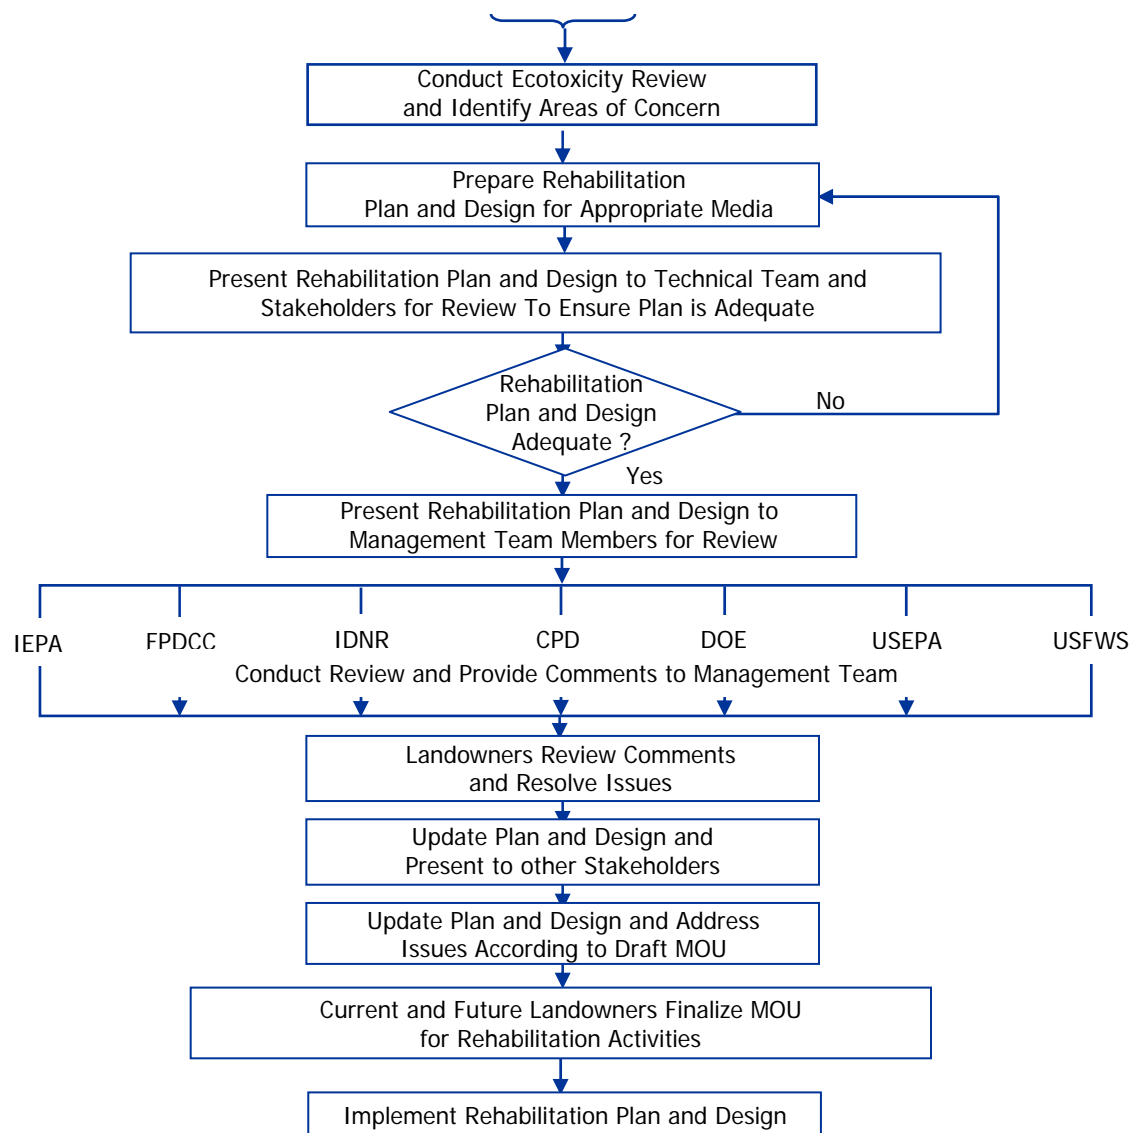 Conduct Ecotoxicity Review
and Identify Areas of Concern
Prepare Rehabilitation
Plan and Design for Appropriate Media
Present Rehabilitation Plan and Design to Technical Team and
Stakeholders for Review To Ensure Plan is Adequate
Rehabilitation
Plan and Design
Adequate ?
No
Yes
Present Rehabilitation Plan and Design to
Management Team Members for Review
IEPA FPDCC IDNR CPD DOE USEPA USFWS
Conduct Review and Provide Comments to Management Team
Landowners Review Comments
and Resolve Issues
Update Plan and Design and
Present to other Stakeholders
Update Plan and Design and Address
Issues According to Draft MOU
Current and Future Landowners Finalize MOU
for Rehabilitation Activities
Implement Rehabilitation Plan and Design